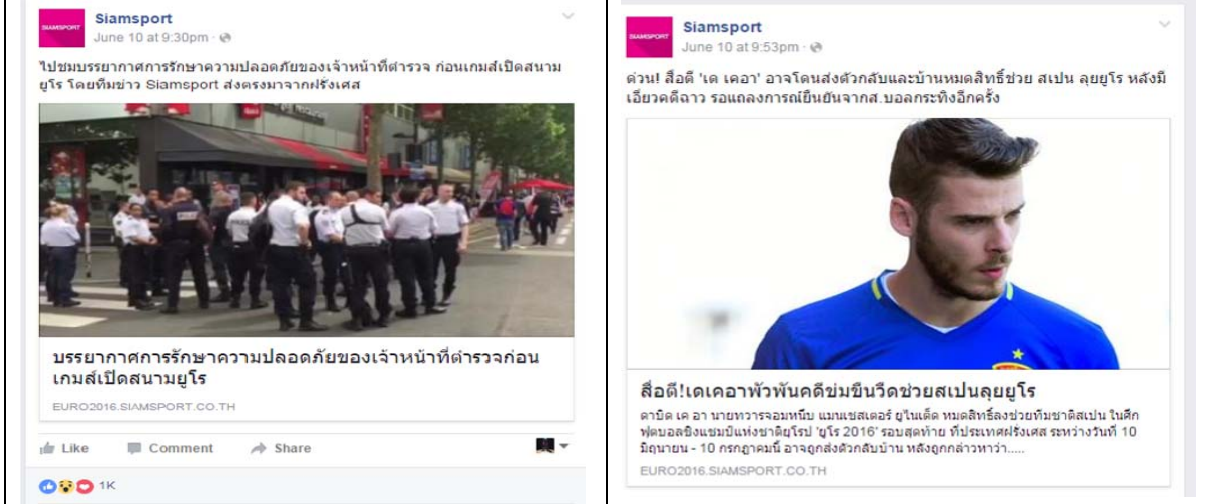 SIAMSPORT
Siamsport
June 10 at 9:30pm ·
ไปชมบรรยากาศการรักษาความปลอดภัยของเจ้าหน้าที่ตำรวจ ก่อนเกมส์เปิดสนาม
ยูโร โดยทีมข่าว Siamsport ส่งตรงมาจากฝรั่งเศส
บรรยากาศการรักษาความปลอดภัยของเจ้าหน้าที่ตำรวจก่อน
เกมส์เปิดสนามยูโร
EURO2016.SIAMSPORT.CO.TH
Like Comment Share
1K
SIAMSPORT
Siamsport
June 10 at 9:53pm ·
ด่วน! สื่อตี 'เด เคอา' อาจโดนส่งตัวกลับและบ้านหมดสิทธิ์ช่วย สเปน ลุยยูโร หลังมี
เอี่ยวคดีฉาว รอแถลงการณ์ยืนยันจากส.บอลกระทิงอีกครั้ง
สื่อตี!เดเคอาพัวพันคดีข่มขืนวืดช่วยสเปนลุยยูโร
ดาบิด เค อา นายทวารจอมหนึบ แมนเชสเตอร์ ยูไนเต็ด หมดสิทธิ์ลงช่วยทีมชาติสเปน ในศึก
ฟุตบอลชิงแชมป์แห่งชาติยุโรป 'ยูโร 2016' รอบสุดท้าย ที่ประเทศฝรั่งเศส ระหว่างวันที่ 10
มิถุนายน - 10 กรกฎาคมนี้ อาจถูกส่งตัวกลับบ้าน หลังถูกกล่าวหาว่า.....
EURO2016.SIAMSPORT.CO.TH